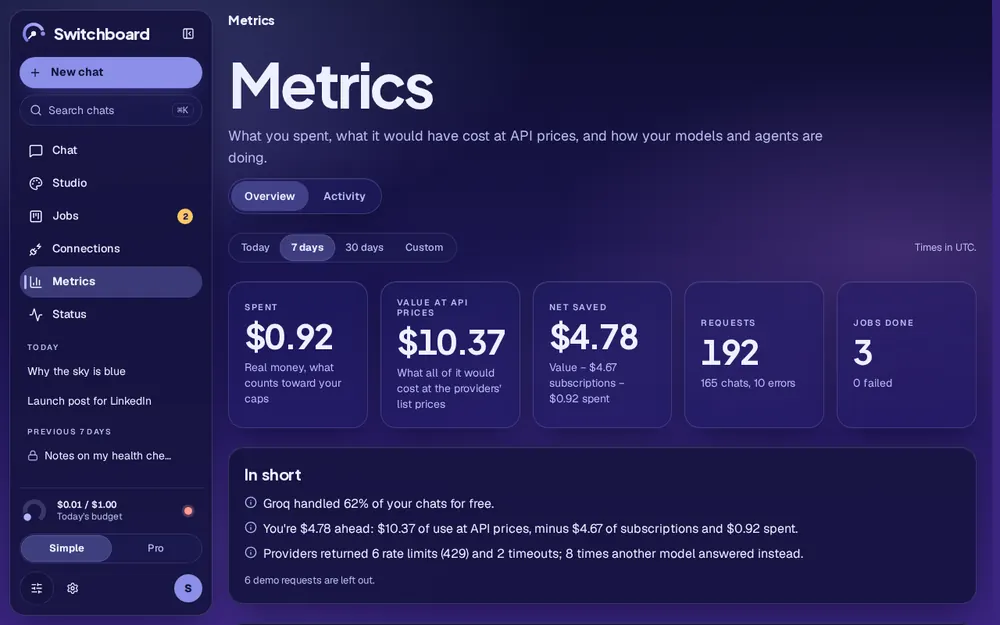 Switchboard
New chat
Search chats ⌘K
Chat
Studio
Jobs 2
Connections
Metrics
Status
TODAY
Why the sky is blue
Launch post for LinkedIn
PREVIOUS 7 DAYS
Notes on my health che...
$0.01 / $1.00
Today's budget
Simple Pro
S
Metrics
Metrics
What you spent, what it would have cost at API prices, and how your models and agents are
doing.
Overview Activity
Today 7 days 30 days Custom
Times in UTC.
SPENT
$0.92
Real money, what
counts toward your
caps
VALUE AT API
PRICES
$10.37
What all of it would
cost at the providers'
list prices
NET SAVED
$4.78
Value − $4.67
subscriptions −
$0.92 spent
REQUESTS
192
165 chats, 10 errors
JOBS DONE
3
0 failed
In short
Groq handled 62% of your chats for free.
You're $4.78 ahead: $10.37 of use at API prices, minus $4.67 of subscriptions and $0.92 spent.
Providers returned 6 rate limits (429) and 2 timeouts; 8 times another model answered instead.
6 demo requests are left out.